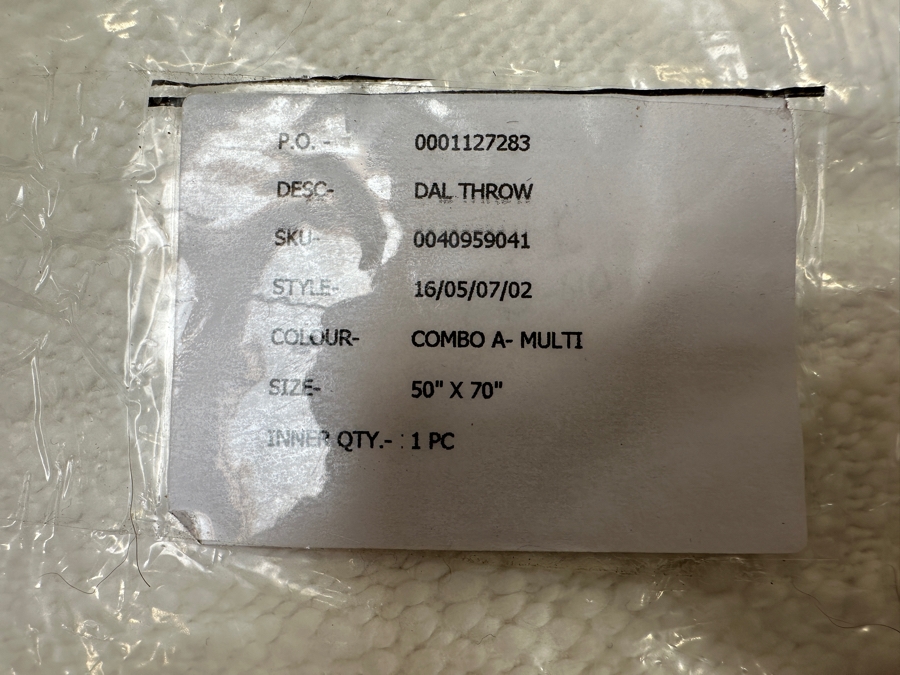 P.O. - 0001127283
DESC- DAL THROW
SKU- 0040959041
STYLE- 16/05/07/02
COLOUR- COMBO A- MULTI
SIZE- 50" X 70"
INNER QTY.- : 1 PC